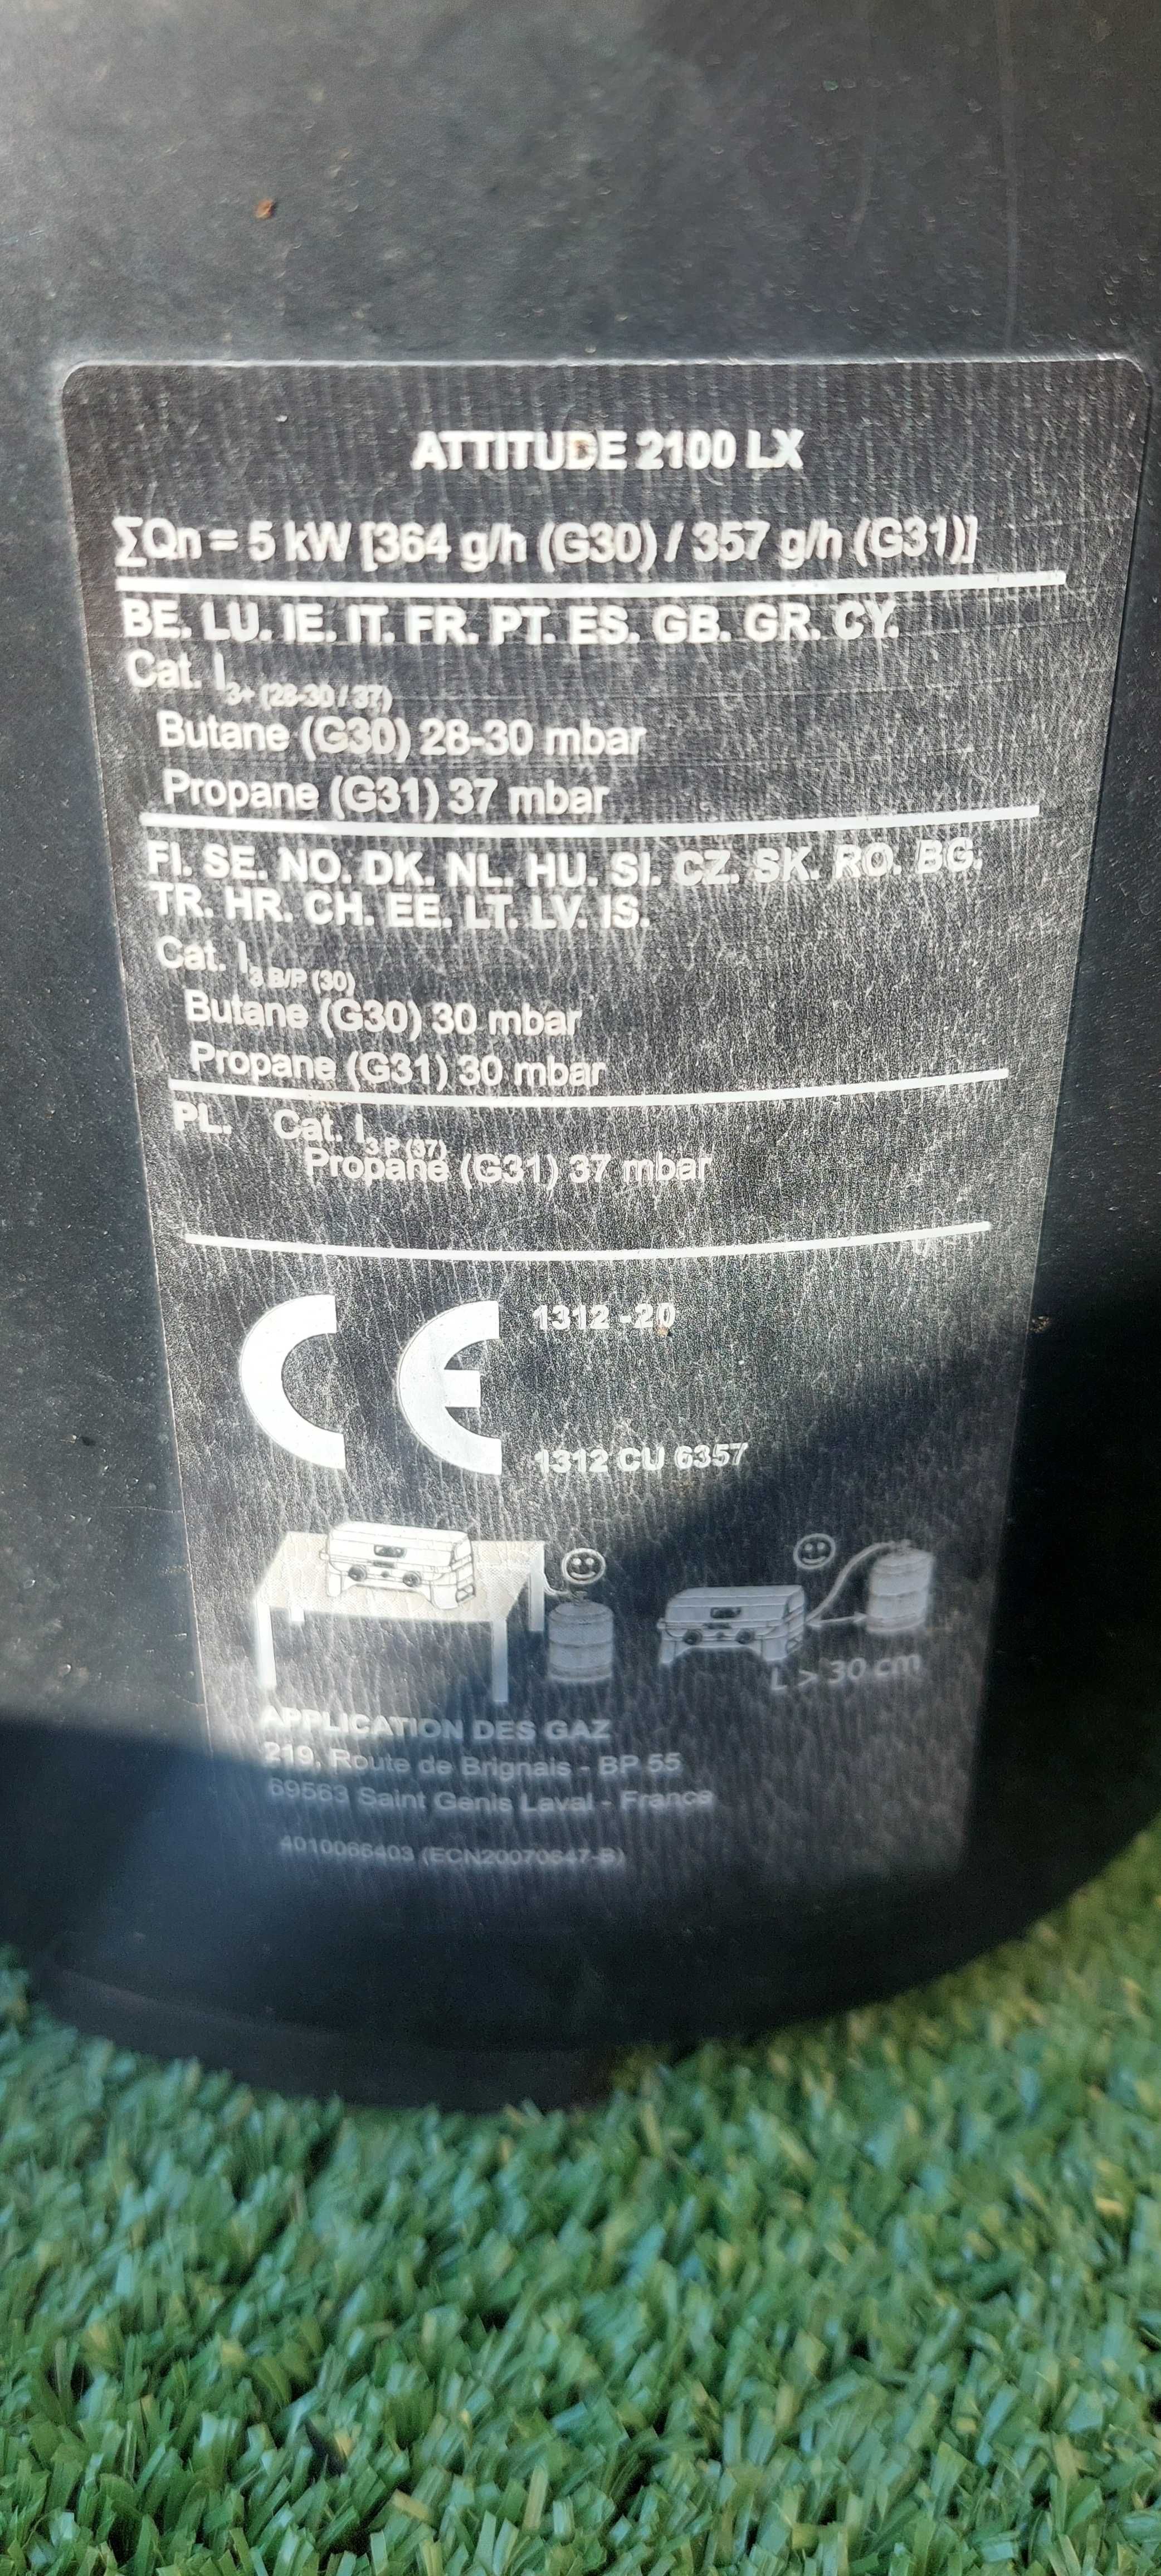 ATTITUDE 2100 LX
∑Qn = 5 kW [364 g/h (G30) / 357 g/h (G31)]
BE. LU. IE. IT. FR. PT. ES. GB. GR. CY.
Cat. I3+ (28-30 / 37)
Butane (G30) 28-30 mbar
Propane (G31) 37 mbar
FI. SE. NO. DK. NL. HU. SI. CZ. SK. RO. BG.
TR. HR. CH. EE. LT. LV. IS.
Cat. I3 B/P (30)
Butane (G30) 30 mbar
Propane (G31) 30 mbar
PL. Cat. I3 P (37)
Propane (G31) 37 mbar
CE 1312 -20
1312 CU 6357
L > 30 cm
APPLICATION DES GAZ
219, Route de Brignais - BP 55
69563 Saint Genis Laval - France
4010066403 (ECN20070647-B)